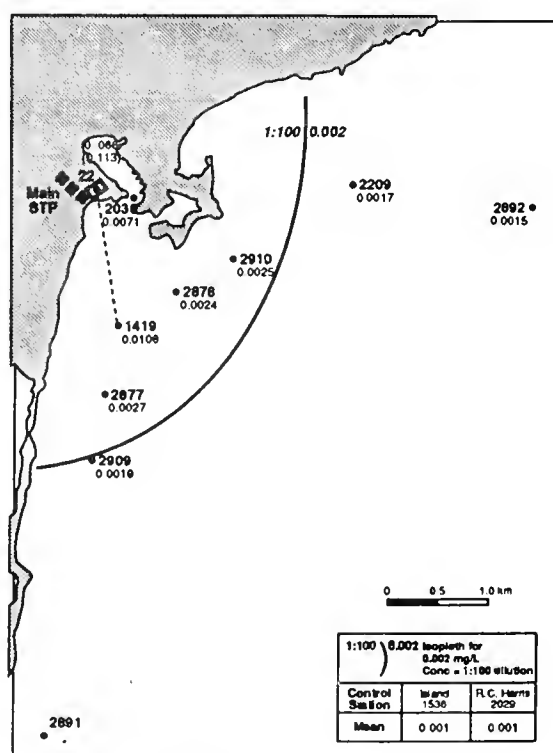 1:100 0.002
0.066
(0.113)
22
Main
STP
203
0.0071
2209
0.0017
2892
0.0015
2910
0.0025
2878
0.0024
1419
0.0106
2877
0.0027
2909
0.0019
0 0.5 1.0 km
1:100 0.002 Isopleth for
0.002 mg/L
Conc = 1:100 dilution
Control Station
Island 1536
R.C. Harris 2029
Mean 0.001 0.001
2891